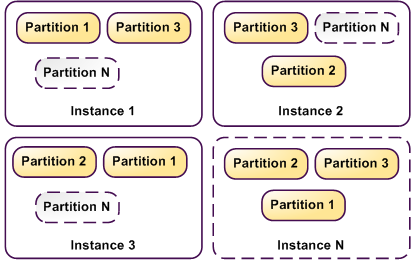 Partition 1 Partition 3
Partition N
Instance 1
Partition 3 Partition N
Partition 2
Instance 2
Partition 2 Partition 1
Partition N
Instance 3
Partition 2 Partition 3
Partition 1
Instance N